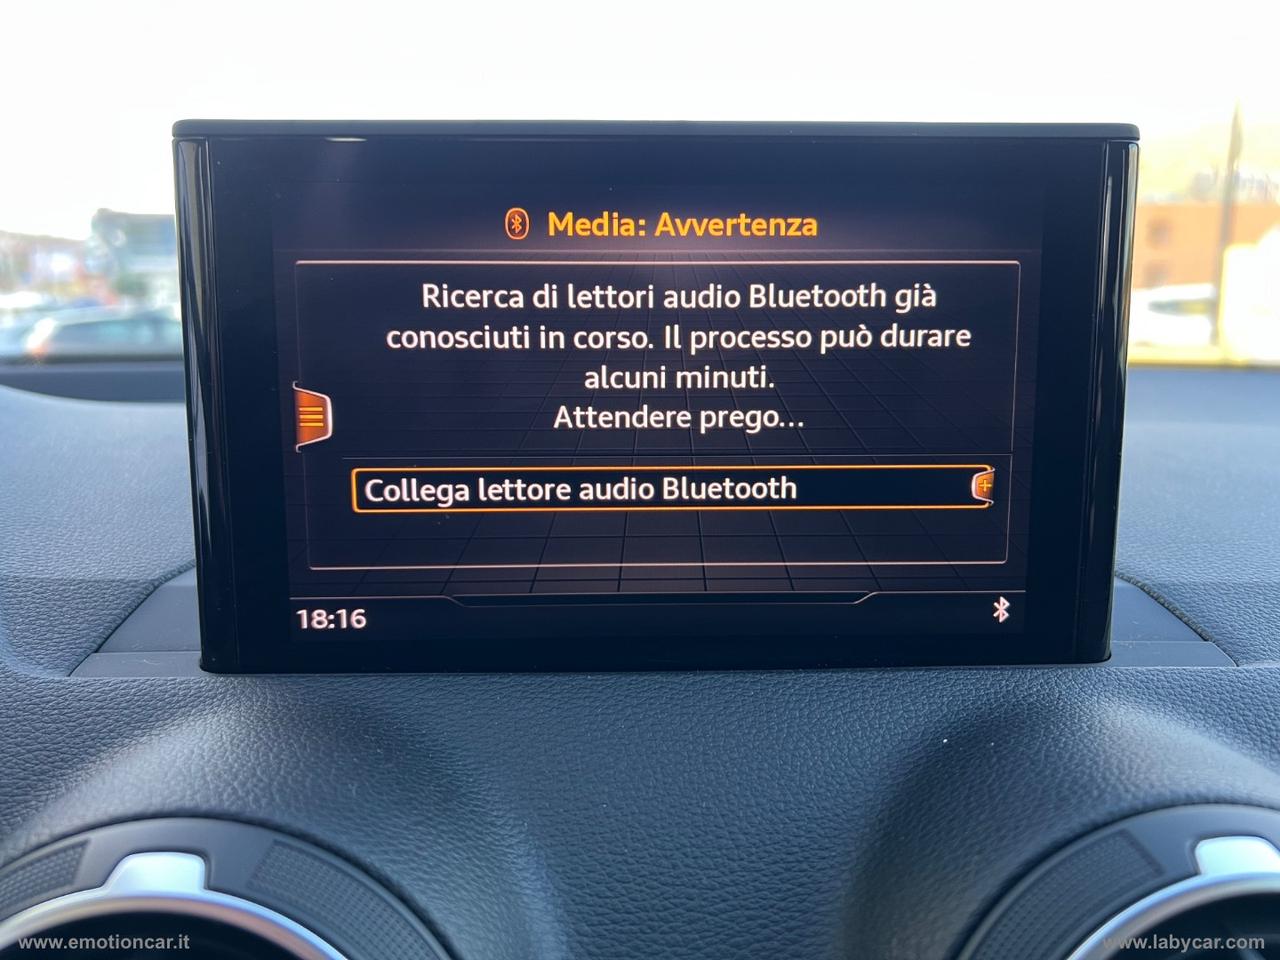 Media: Avvertenza
Ricerca di lettori audio Bluetooth già
conosciuti in corso. Il processo può durare
alcuni minuti.
Attendere prego...
Collega lettore audio Bluetooth
18:16
www.emotioncar.it
www.labycar.com